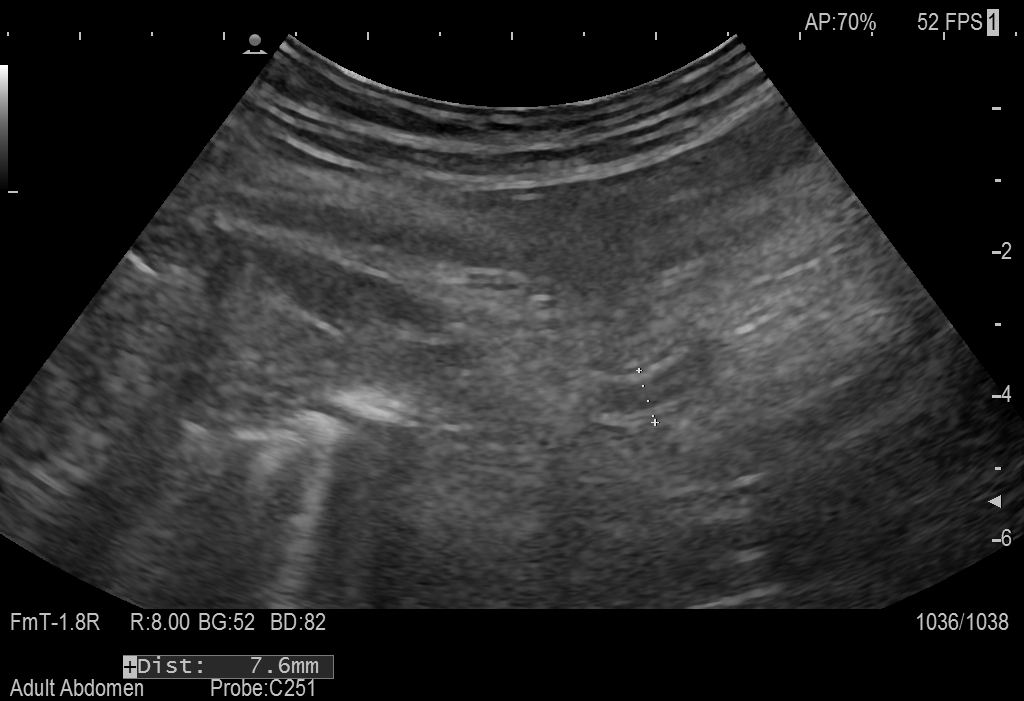 AP:70% 52 FPS 1
-2
-4
-6
FmT-1.8R R:8.00 BG:52 BD:82 1036/1038
+Dist: 7.6mm
Adult Abdomen Probe:C251